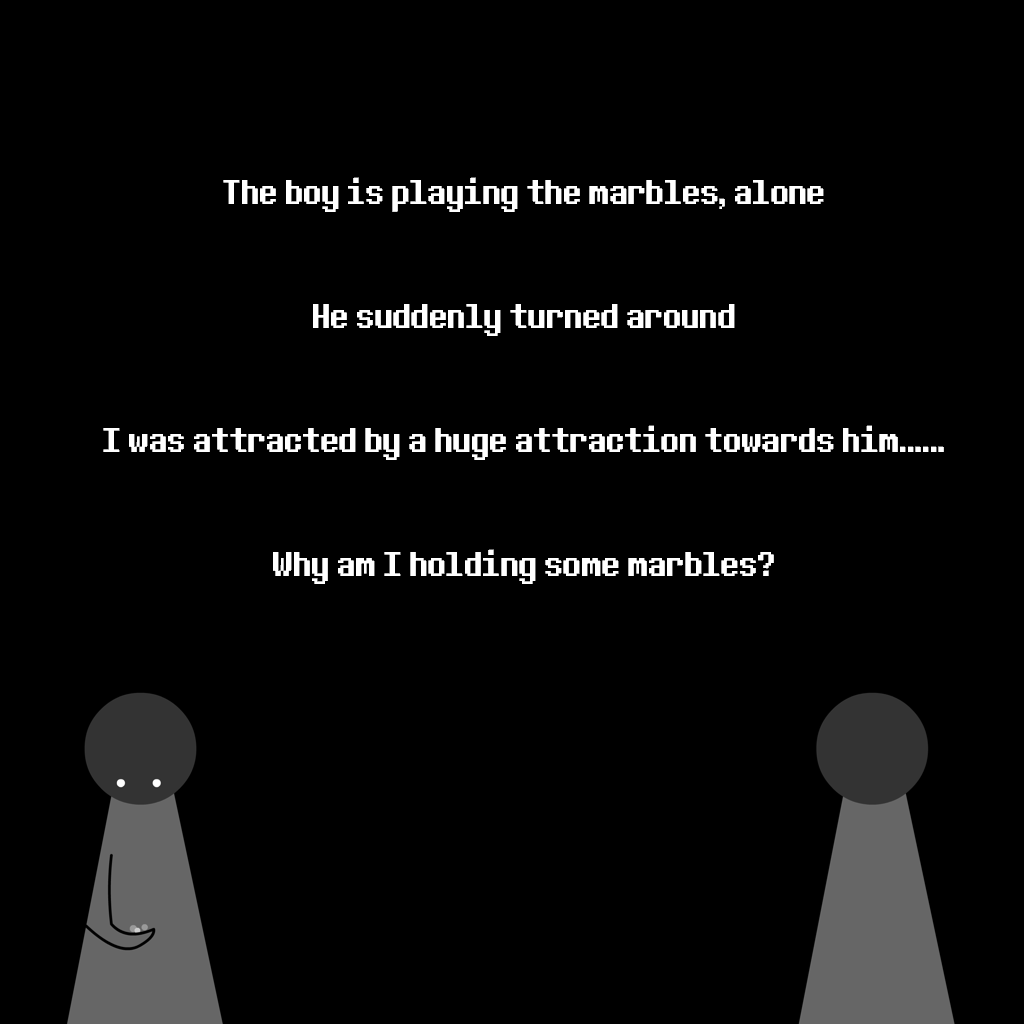 The boy is playing the marbles, alone
He suddenly turned around
I was attracted by a huge attraction towards him......
Why am I holding some marbles?